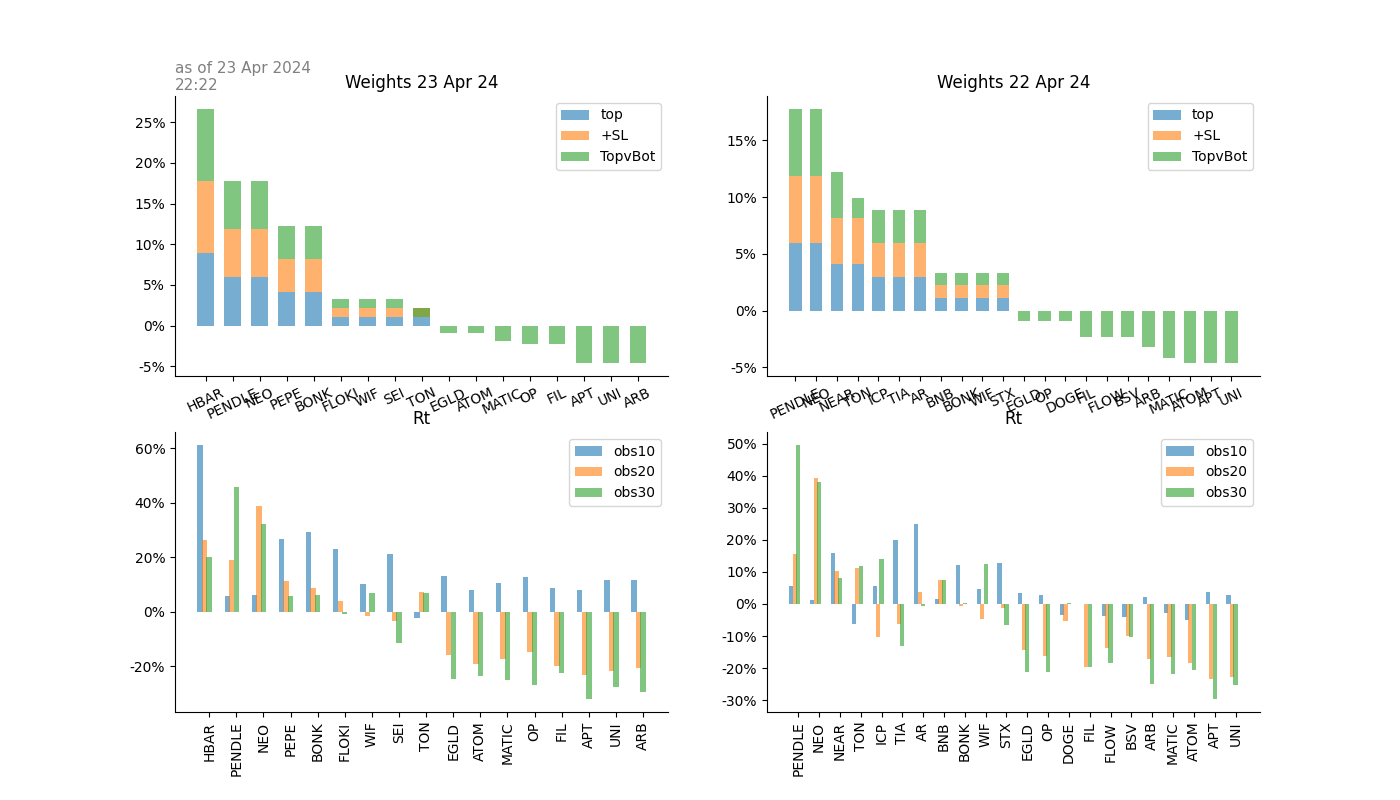 as of 23 Apr 2024
22:22
Weights 23 Apr 24
top
+SL
TopvBot
25%
20%
15%
10%
5%
0%
-5%
HBAR PENDLE NEO PEPE BONK FLOKI WIF SEI TON EGLD ATOM MATIC OP FIL APT UNI ARB
Weights 22 Apr 24
top
+SL
TopvBot
15%
10%
5%
0%
-5%
PENDLE NEO NEAR TON ICP TIA AR BNB BONK WIF STX EGLD OP DOGE FIL FLOW BSV ARB MATIC ATOM APT UNI
Rt
obs10
obs20
obs30
60%
40%
20%
0%
-20%
HBAR PENDLE NEO PEPE BONK FLOKI WIF SEI TON EGLD ATOM MATIC OP FIL APT UNI ARB
Rt
obs10
obs20
obs30
50%
40%
30%
20%
10%
0%
-10%
-20%
-30%
PENDLE NEO NEAR TON ICP TIA AR BNB BONK WIF STX EGLD OP DOGE FIL FLOW BSV ARB MATIC ATOM APT UNI